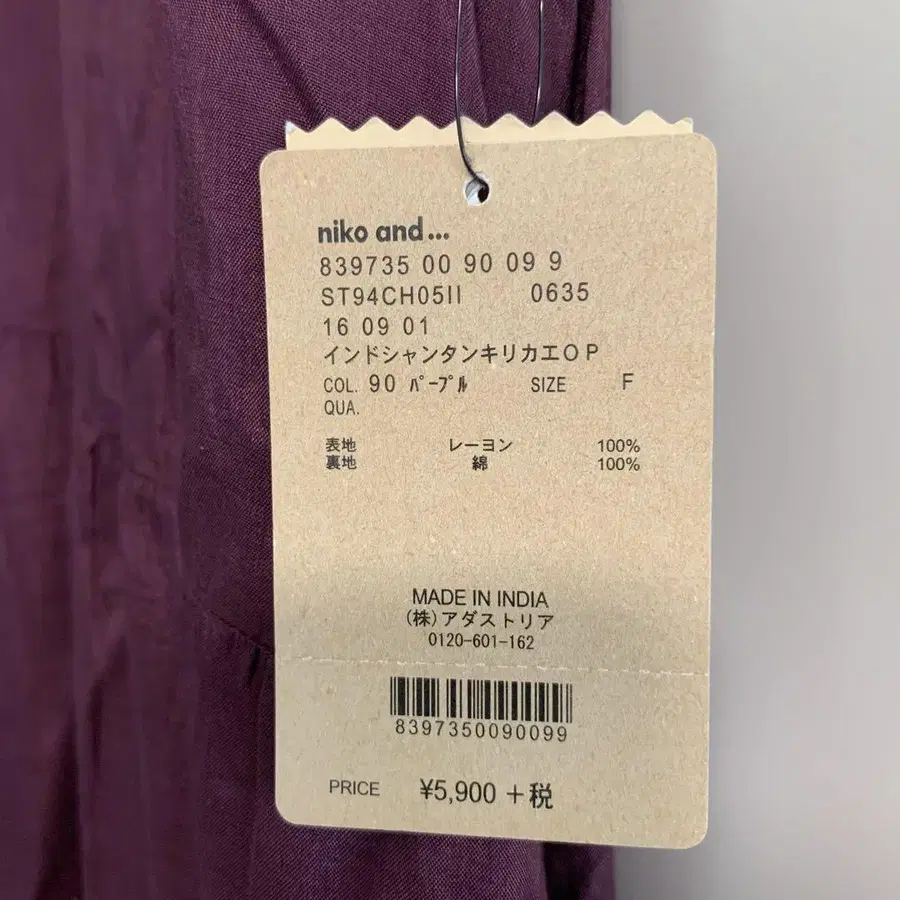 niko and...
839735 00 90 09 9
ST94CH05II 0635
16 09 01
インドシャンタンキリカエOP
COL. 90 ﾊﾟｰﾌﾟﾙ SIZE F
QUA.
表地 レーヨン 100%
裏地 綿 100%
MADE IN INDIA
(株)アダストリア
0120-601-162
8397350090099
PRICE ¥5,900 +税